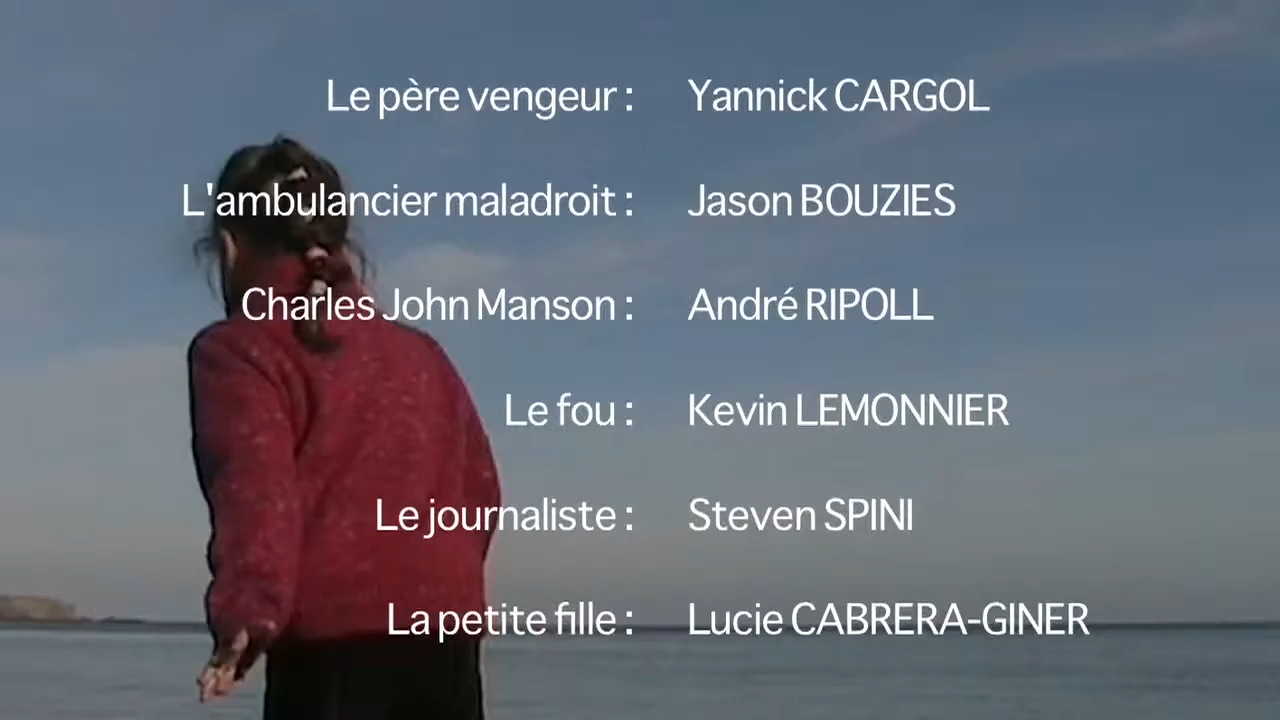 Le père vengeur : Yannick CARGOL
L'ambulancier maladroit : Jason BOUZIES
Charles John Manson : André RIPOLL
Le fou : Kevin LEMONNIER
Le journaliste : Steven SPINI
La petite fille : Lucie CABRERA-GINER